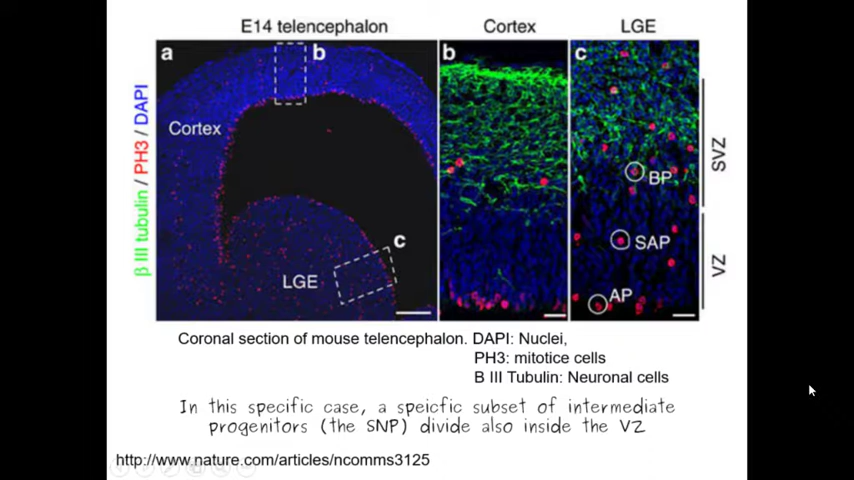 E14 telencephalon
Cortex
LGE
a
b
b
c
β III tubulin / PH3 / DAPI
Cortex
c
LGE
BP
SAP
AP
SVZ
VZ
Coronal section of mouse telencephalon. DAPI: Nuclei,
PH3: mitotice cells
B III Tubulin: Neuronal cells
In this specific case, a speicfic subset of intermediate
progenitors (the SNP) divide also inside the VZ
http://www.nature.com/articles/ncomms3125